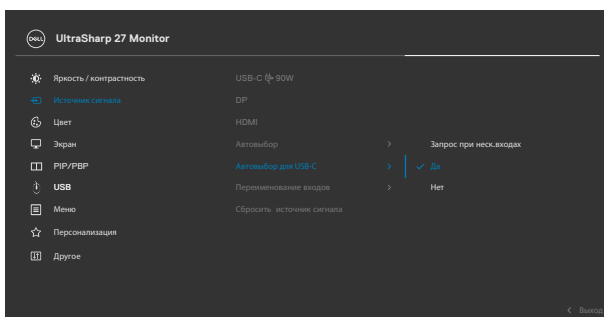 DELL UltraSharp 27 Monitor
Яркость / контрастность
USB-C 90W
Источник сигнала
DP
Цвет
HDMI
Экран
Автовыбор
Запрос при неск.входах
PIP/PBP
Автовыбор для USB-C
Да
USB
Переименование входов
Нет
Меню
Сбросить источник сигнала
Персонализация
Другое
Выход